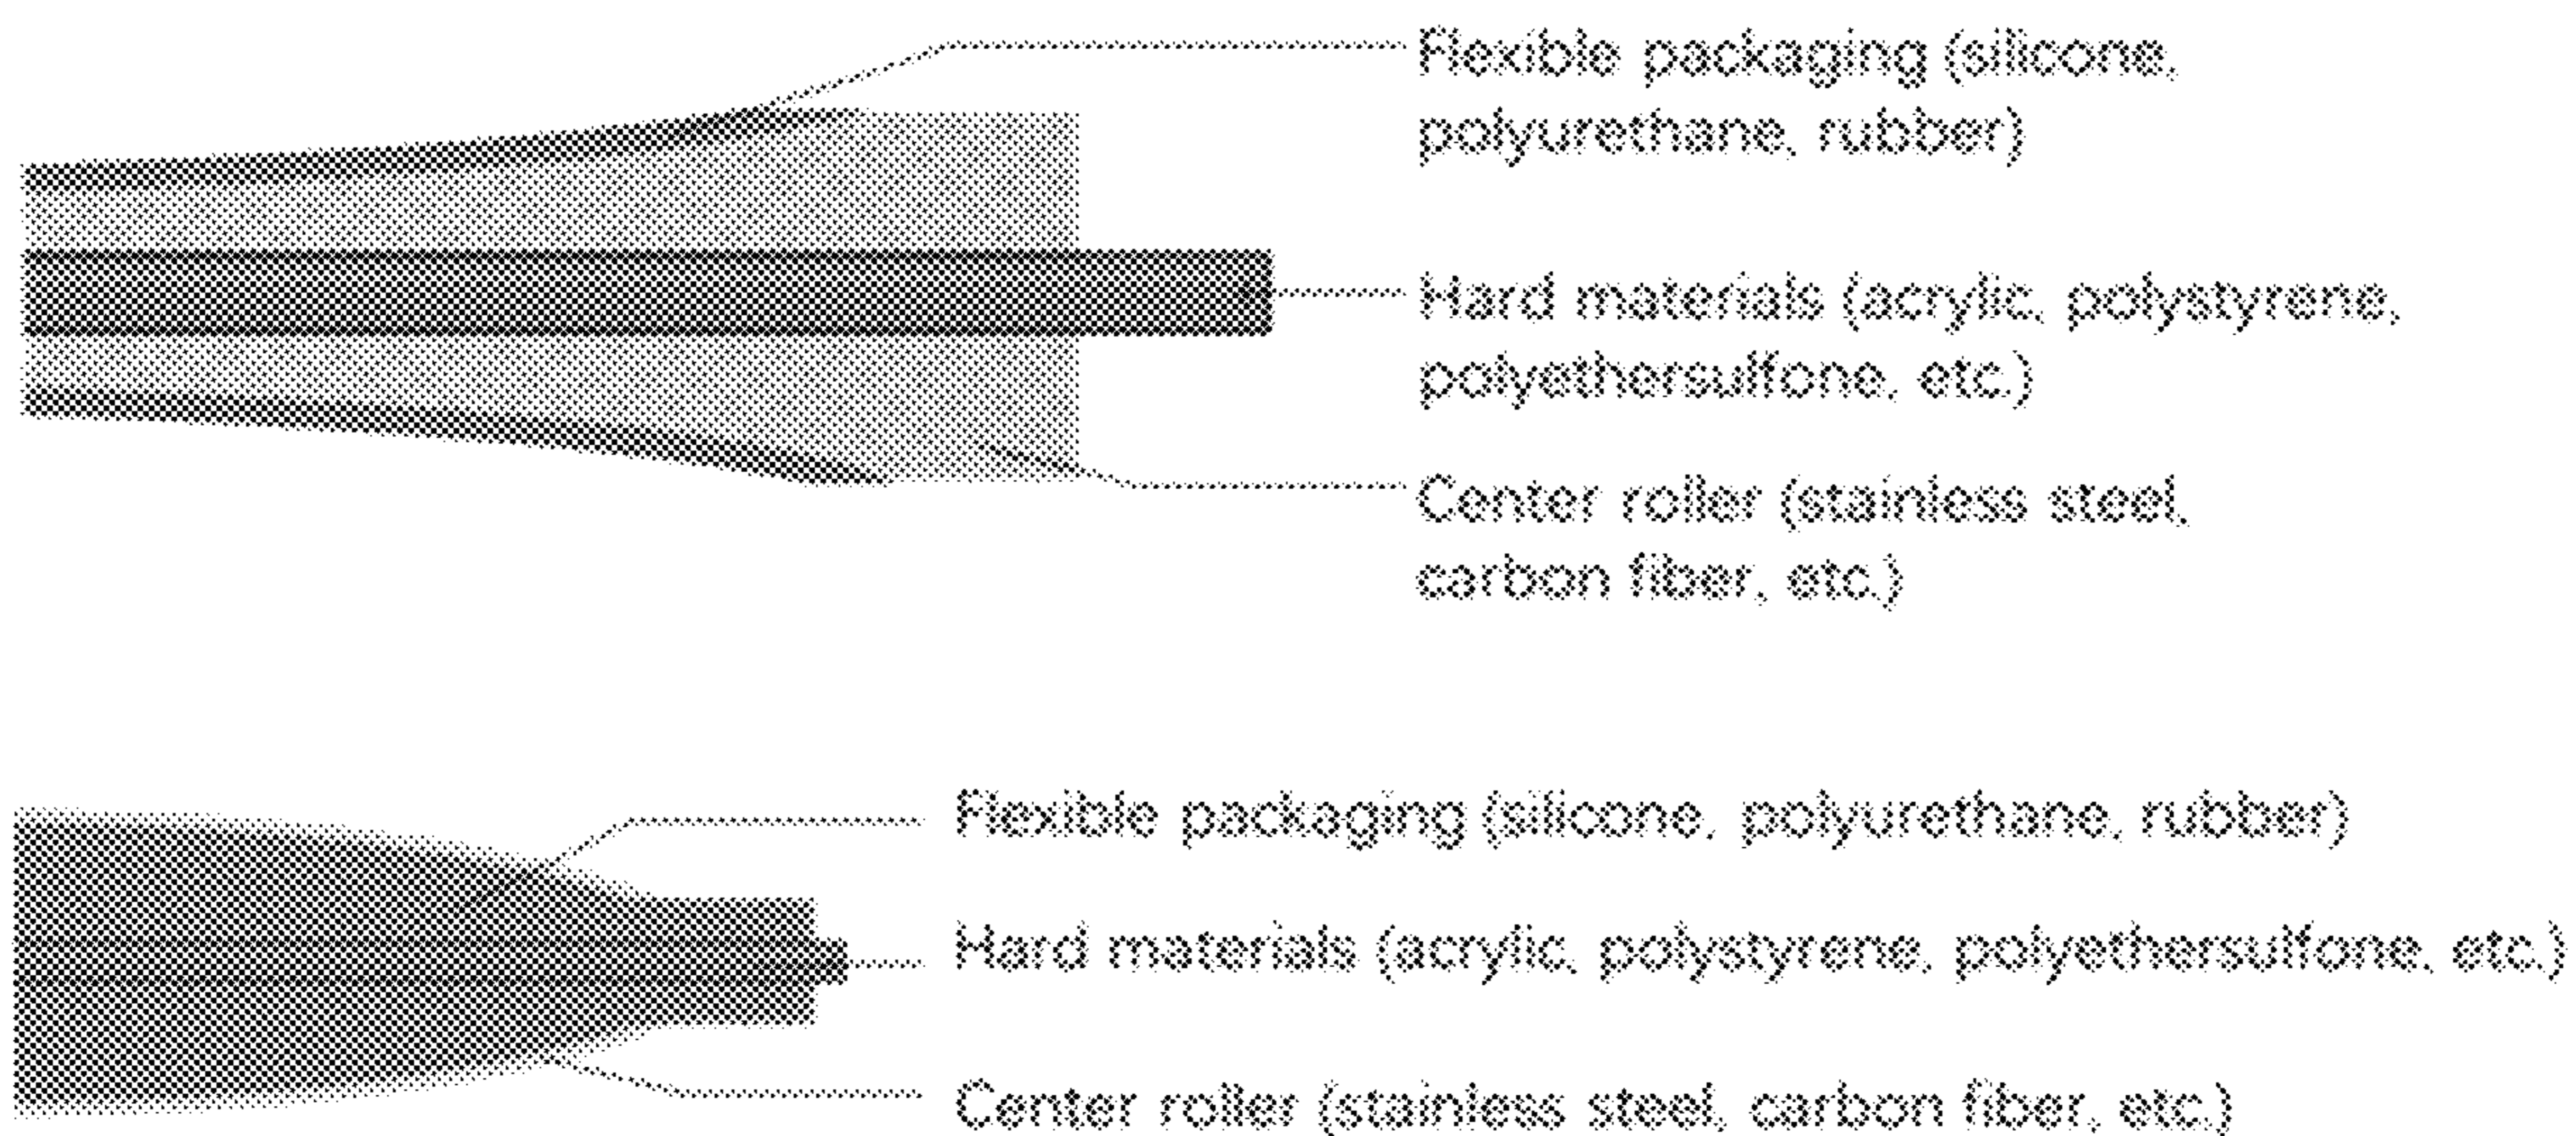 Flexible packaging (silicone,
polyurethane, rubber)
Hard materials (acrylic, polystyrene,
polyethersulfone, etc.)
Center roller (stainless steel,
carbon fiber, etc.)
Flexible packaging (silicone, polyurethane, rubber)
Hard materials (acrylic, polystyrene, polyethersulfone, etc.)
Center roller (stainless steel, carbon fiber, etc.)